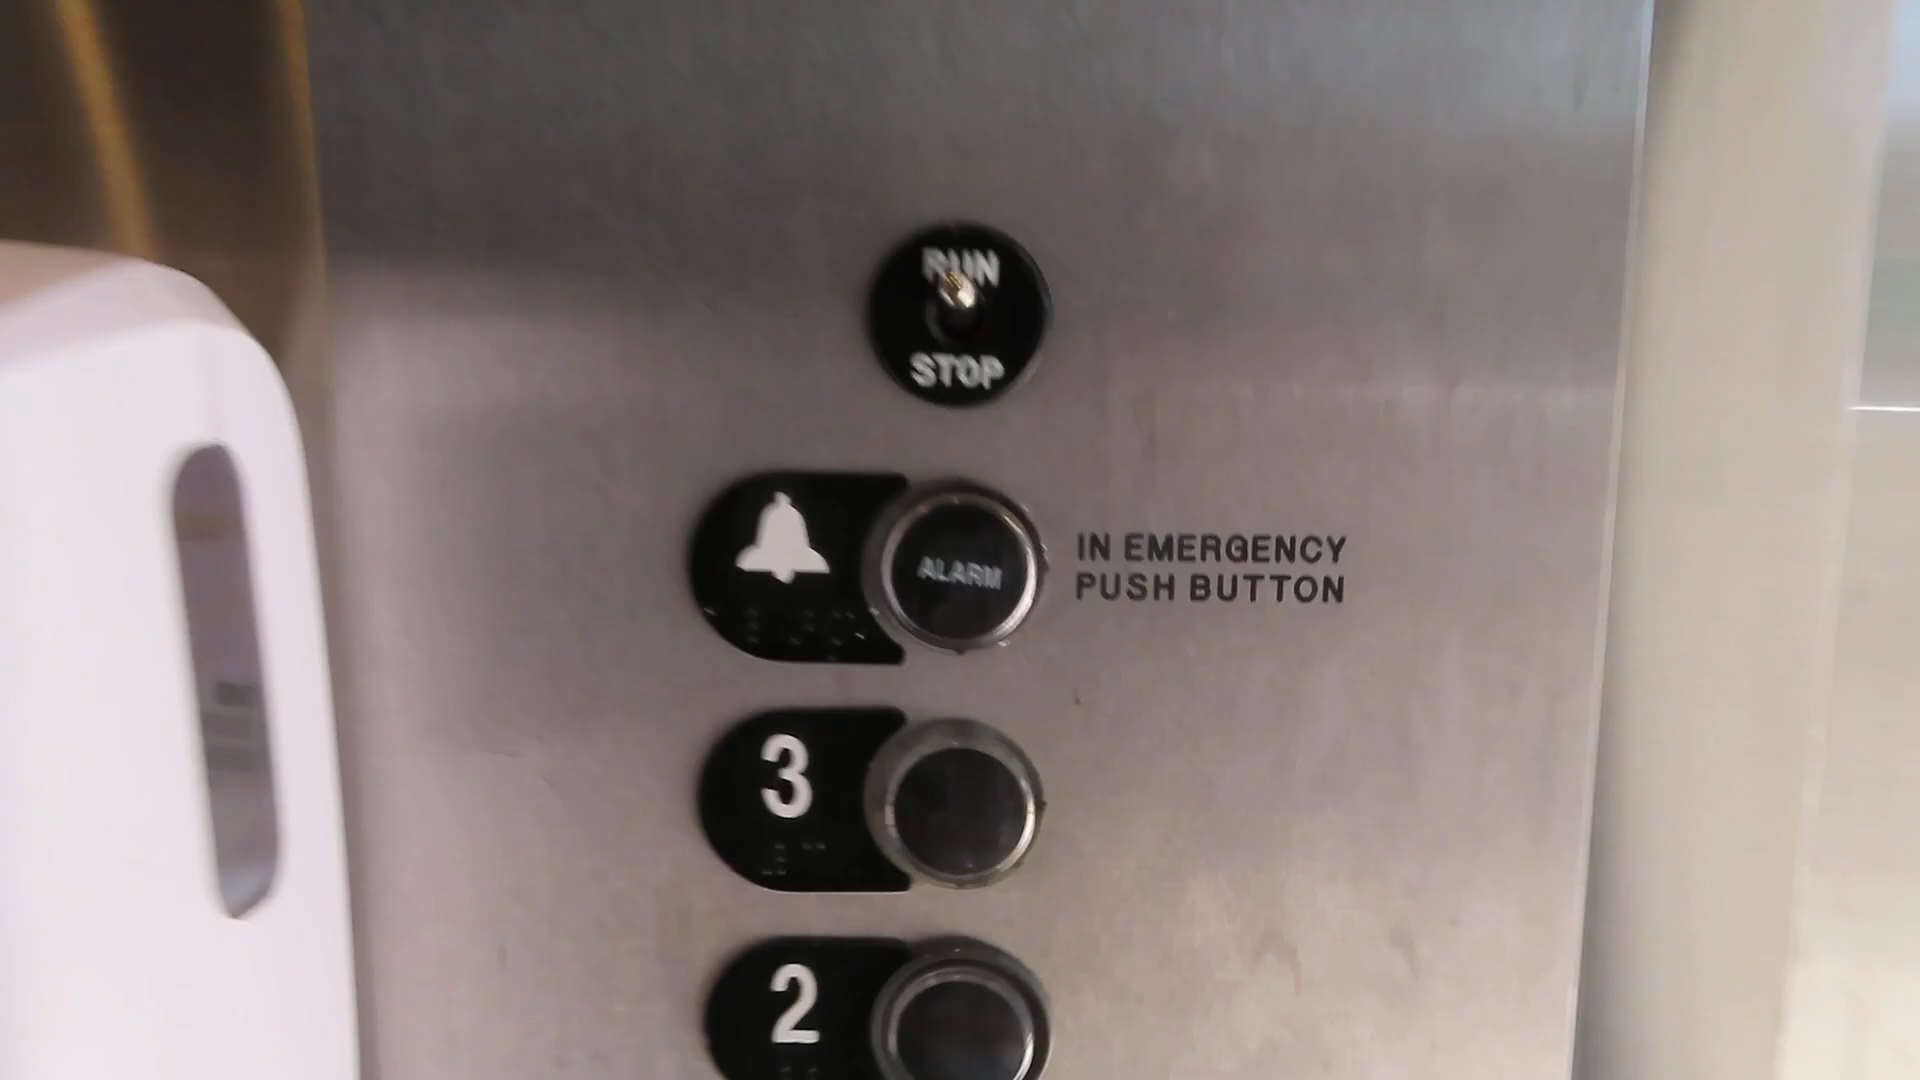 RUN
STOP
ALARM
IN EMERGENCY
PUSH BUTTON
3
2